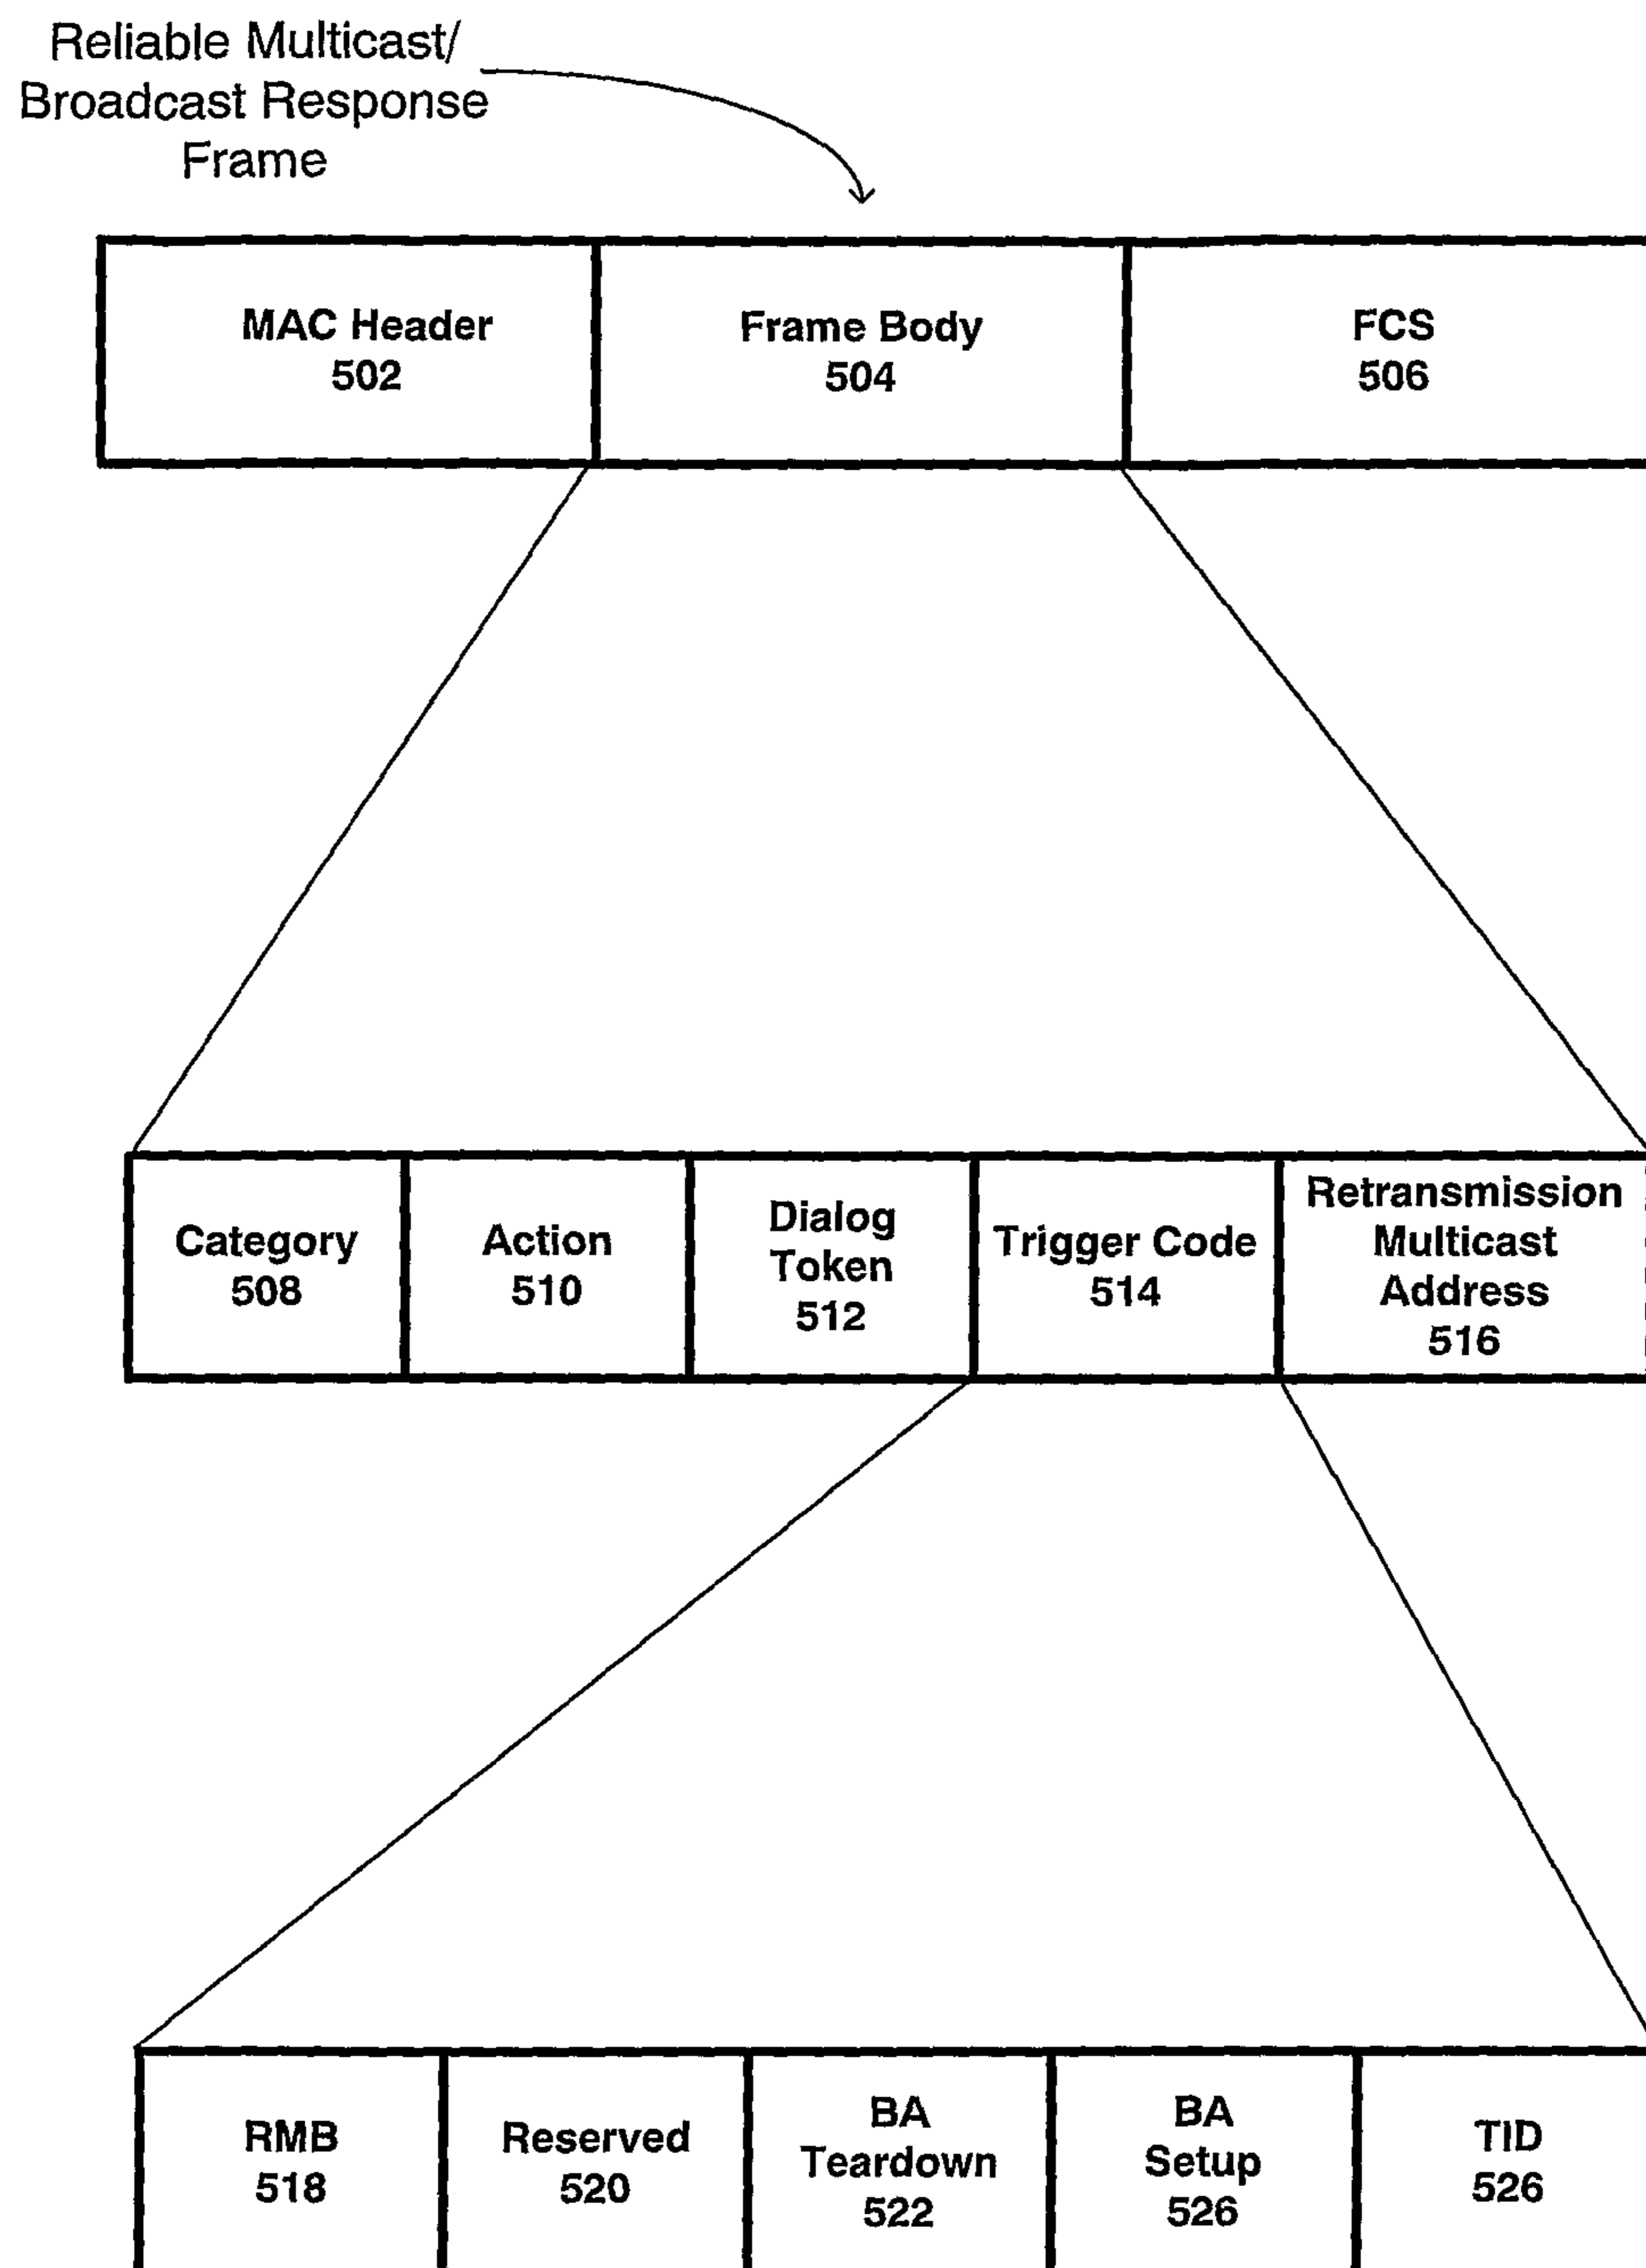 Reliable Multicast/
Broadcast Response
Frame
MAC Header
502
Frame Body
504
FCS
506
Category
508
Action
510
Dialog
Token
512
Trigger Code
514
Retransmission
Multicast
Address
516
RMB
518
Reserved
520
BA
Teardown
522
BA
Setup
526
TID
526